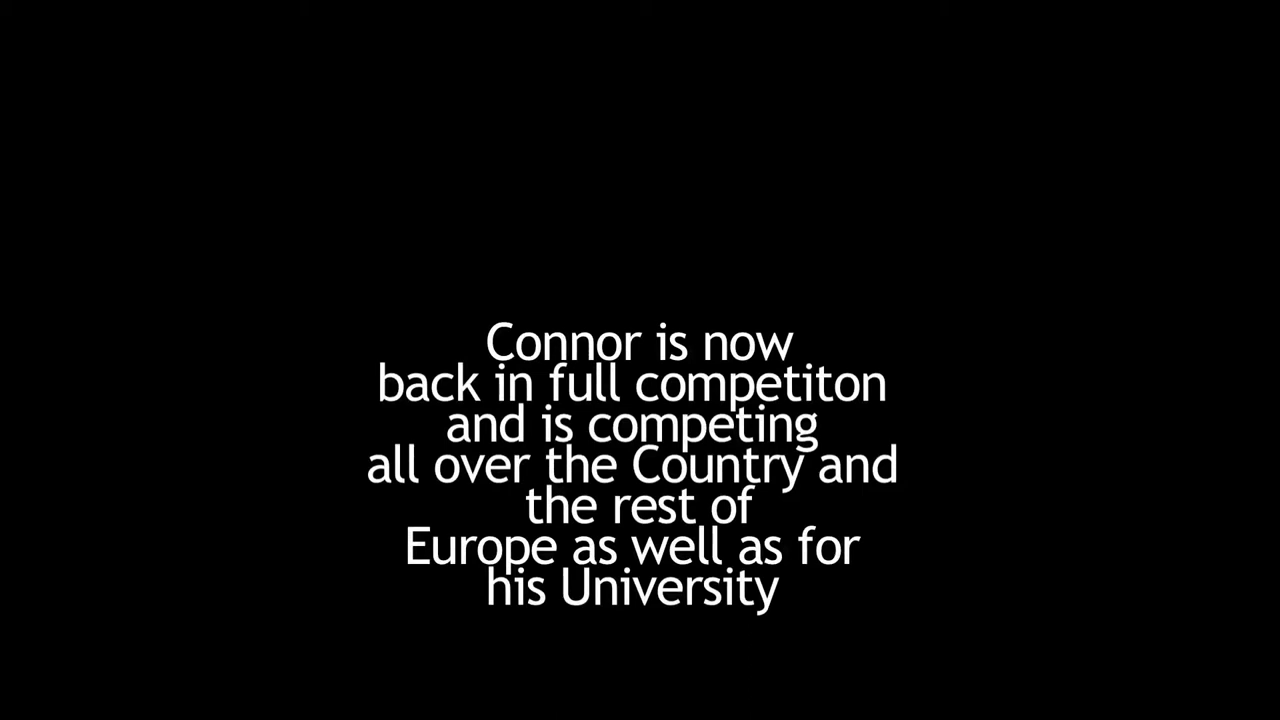 Connor is now
back in full competiton
and is competing
all over the Country and
the rest of
Europe as well as for
his University